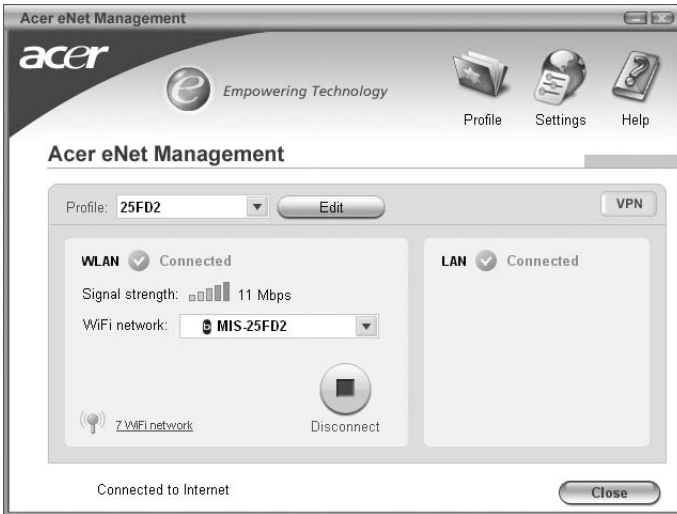 Acer eNet Management
acer
e Empowering Technology
Profile Settings Help
Acer eNet Management
Profile: 25FD2 Edit VPN
WLAN Connected
Signal strength: 11 Mbps
WiFi network: b MIS-25FD2
7 WiFi network
Disconnect
LAN Connected
Connected to Internet
Close